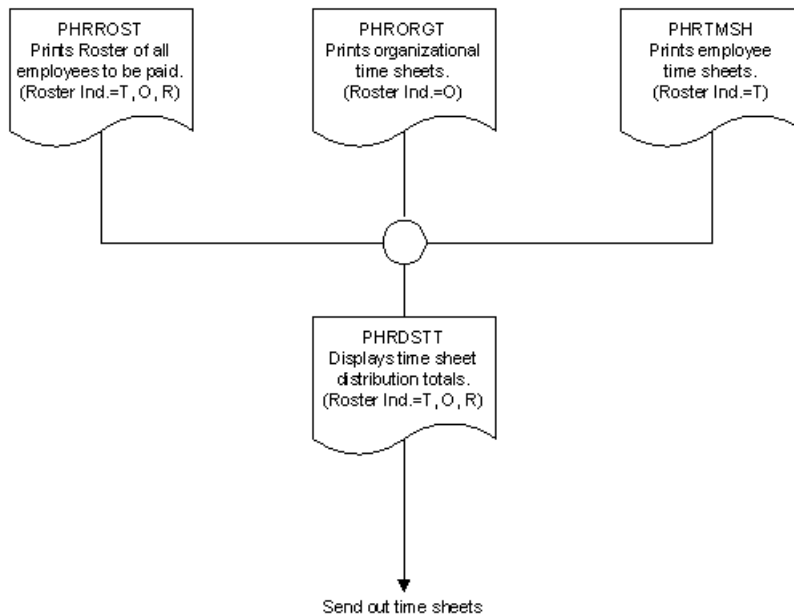 PHRROST
Prints Roster of all
employees to be paid.
(Roster Ind.=T, O, R)
PHRORGT
Prints organizational
time sheets.
(Roster Ind.=O)
PHRTMSH
Prints employee
time sheets.
(Roster Ind.=T)
PHRDSTT
Displays time sheet
distribution totals.
(Roster Ind.=T, O, R)
Send out time sheets